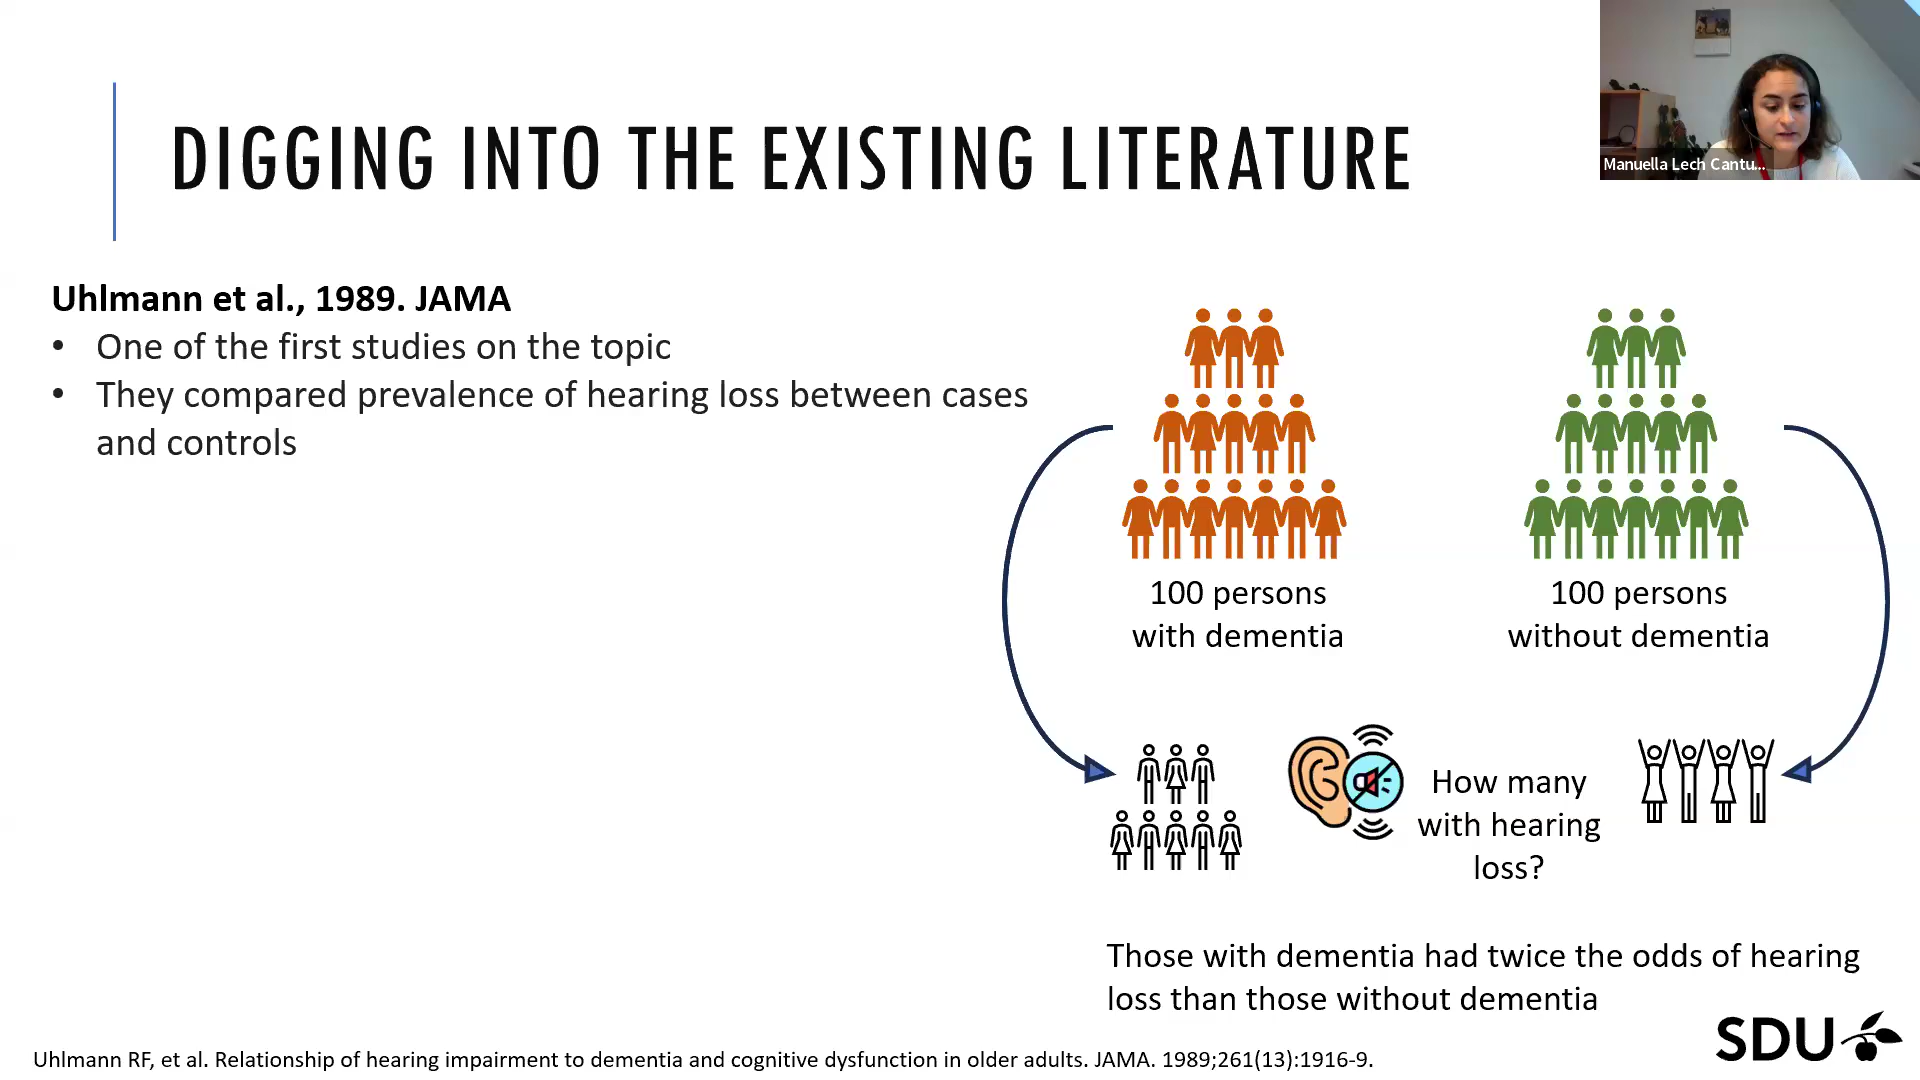 DIGGING INTO THE EXISTING LITERATURE
Manuella Lech Cantu...
Uhlmann et al., 1989. JAMA
• One of the first studies on the topic
• They compared prevalence of hearing loss between cases
and controls
100 persons
with dementia
100 persons
without dementia
How many
with hearing
loss?
Those with dementia had twice the odds of hearing
loss than those without dementia
SDU
Uhlmann RF, et al. Relationship of hearing impairment to dementia and cognitive dysfunction in older adults. JAMA. 1989;261(13):1916-9.